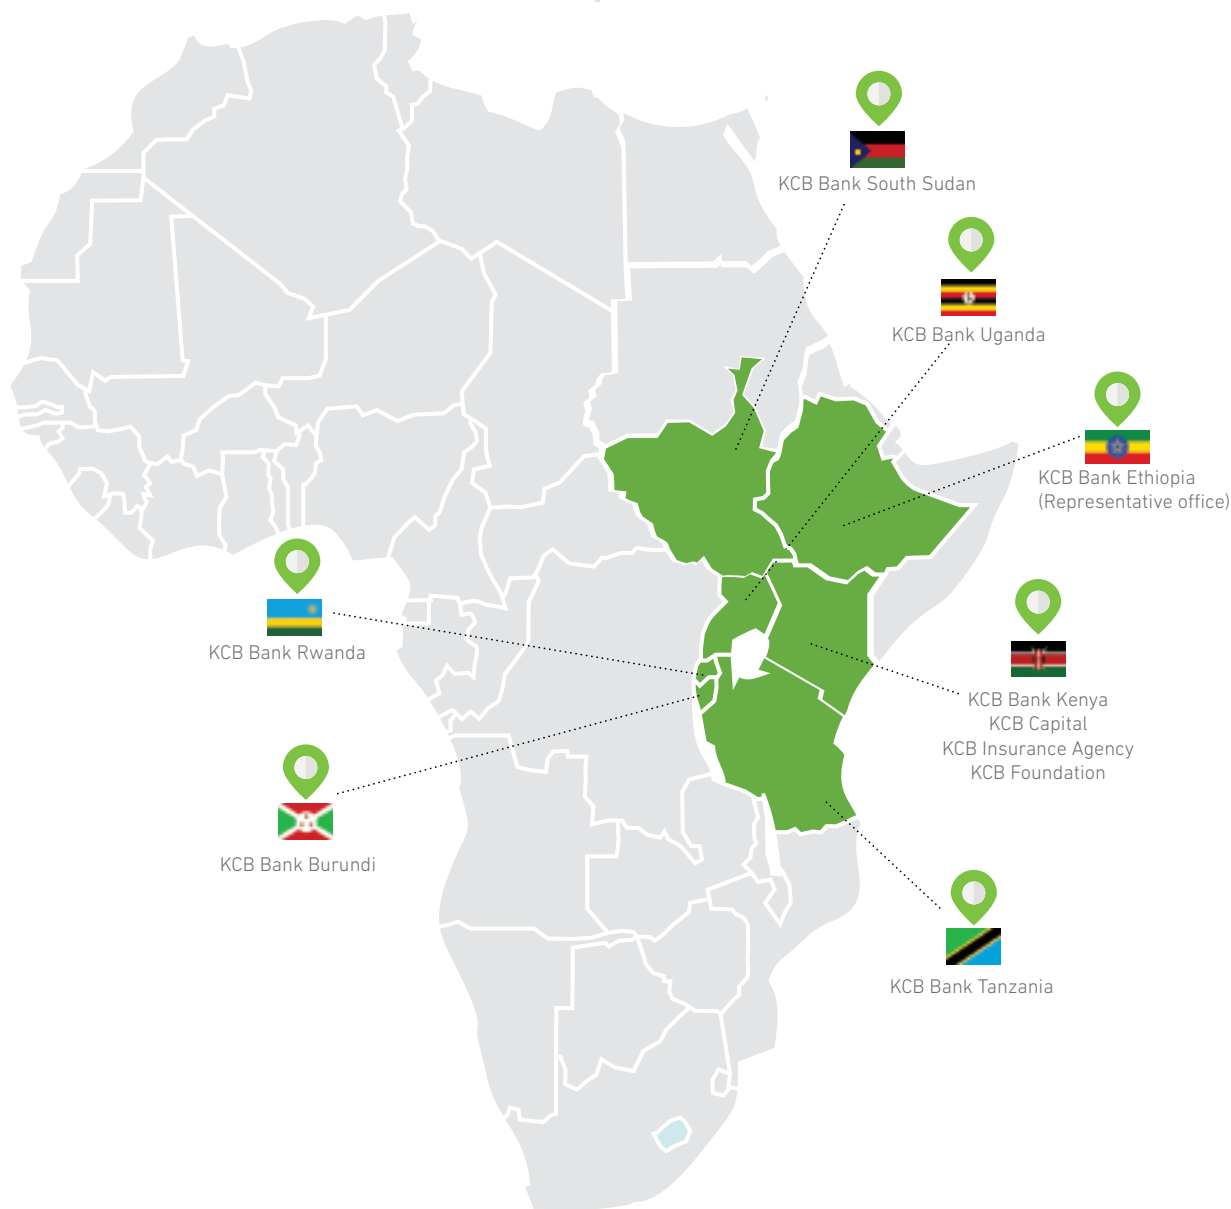 KCB Bank South Sudan
KCB Bank Uganda
KCB Bank Ethiopia
(Representative office)
KCB Bank Rwanda
KCB Bank Kenya
KCB Capital
KCB Insurance Agency
KCB Foundation
KCB Bank Burundi
KCB Bank Tanzania